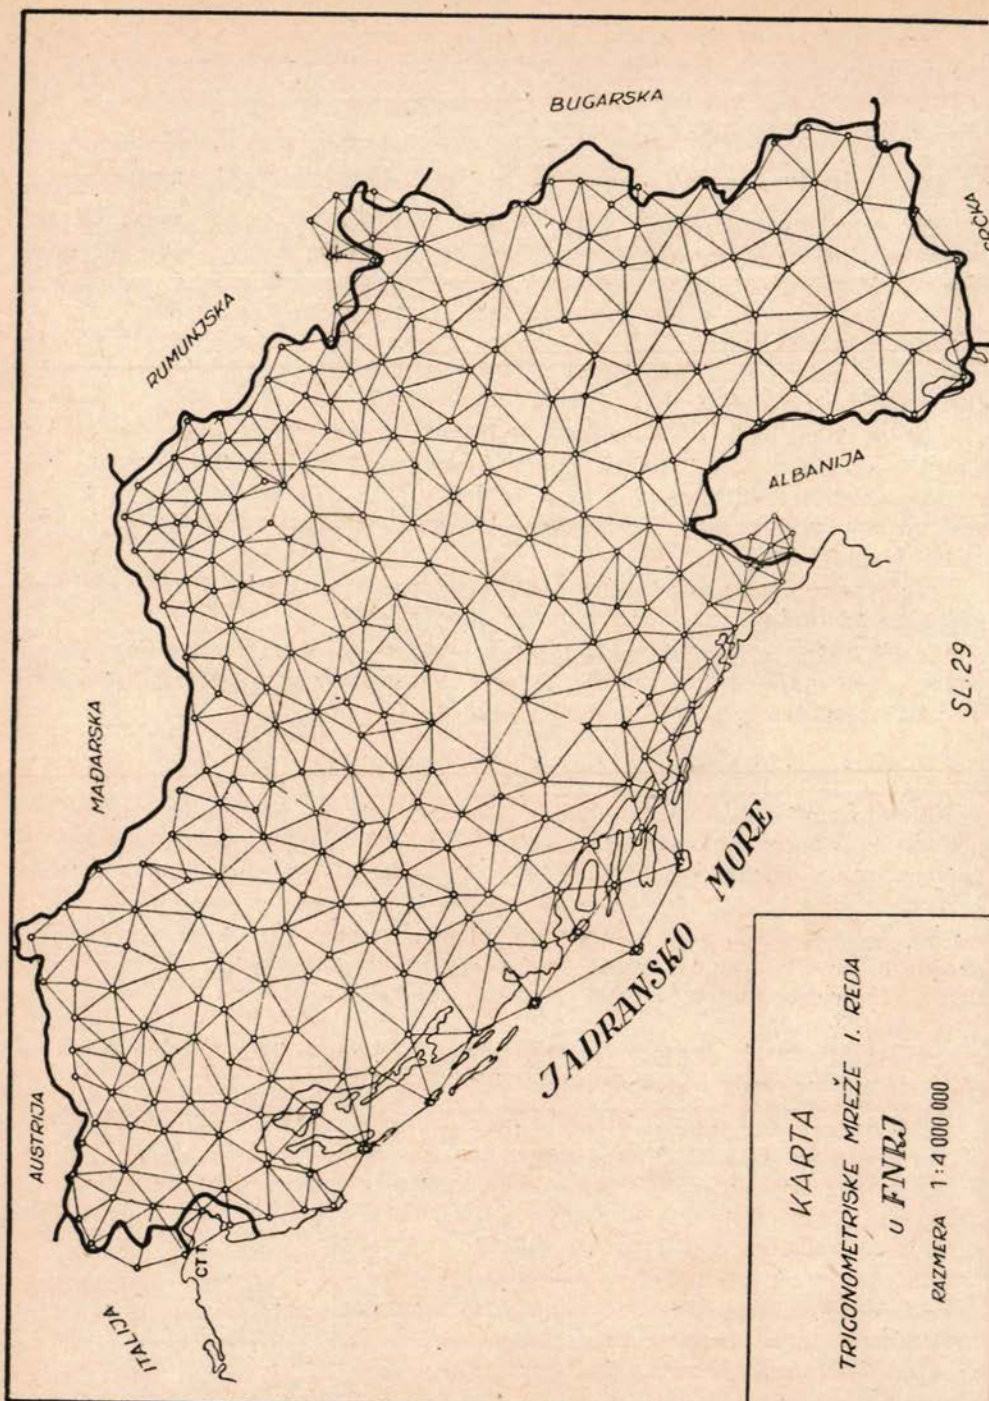 BUGARSKA
GRČKA
RUMUNJSKA
ALBANIJA
MAĐARSKA
SL. 29
JADRANSKO MORE
AUSTRIJA
ITALIJA
KARTA
TRIGONOMETRISKE MREŽE I. REDA
U FNRJ
RAZMERA 1:4 000 000